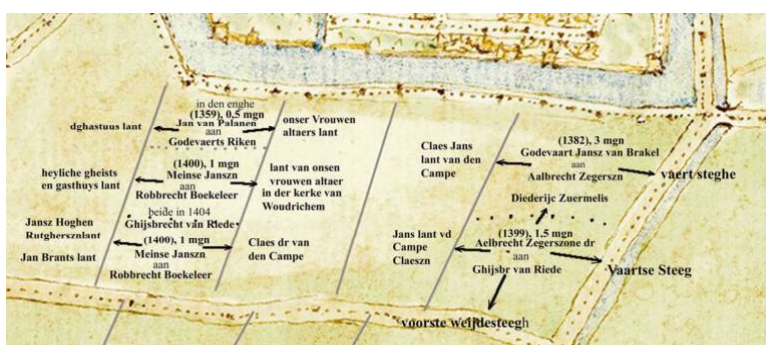 in den enghe
(1359), 0,5 mgn
Jan van Palanen
aan
Godevaerts Riken
dghastuus lant
onser Vrouwen
altaers lant
(1400), 1 mgn
Meinse Janszn
aan
Robbrecht Boekeleer
heyliche gheists
en gasthuys lant
lant van onsen
vrouwen altaer
in der kerke van
Woudrichem
beide in 1404
Ghijsbrecht van Riede
(1400), 1 mgn
Meinse Janszn
aan
Robbrecht Boekeleer
Jansz Hoghen
Rutghersznlant
Jan Brants lant
Claes dr van
den Campe
Claes Jans
lant van den
Campe
(1382), 3 mgn
Godevaert Jansz van Brakel
aan
Aalbrecht Zegerszn
vaert steghe
Diederije Zuermelis
Jans lant vd
Campe
Claeszn
(1399), 1.5 mgn
Aelbrecht Zegerszone dr
aan
Ghijsbr van Riede
Vaartse Steeg
voorste weijdesteegh